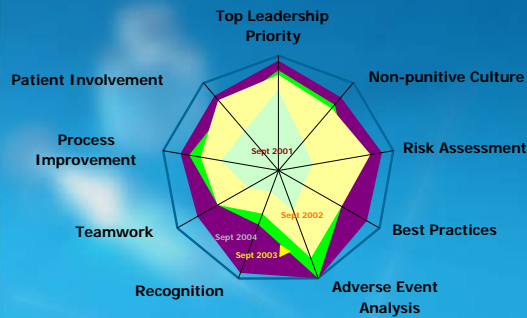 Top Leadership
Priority
Patient Involvement
Non-punitive Culture
Process
Improvement
Sept 2001
Risk Assessment
Teamwork
Sept 2002
Best Practices
Sept 2004
Sept 2003
Recognition
Adverse Event
Analysis